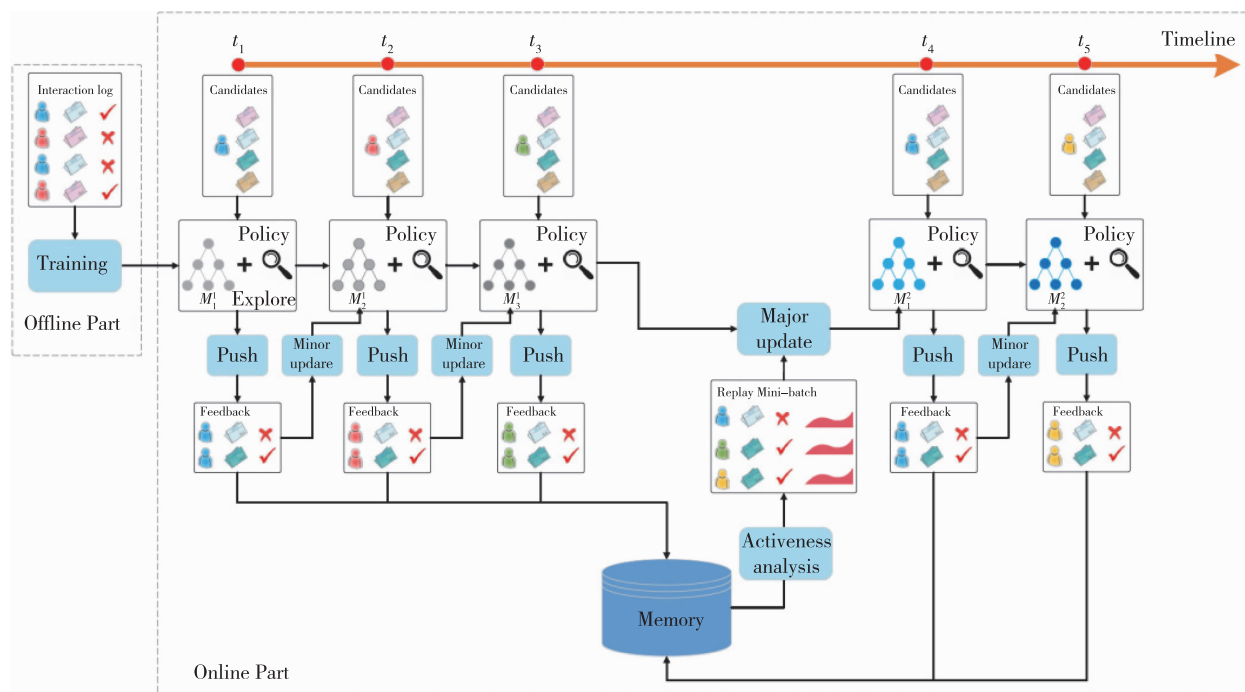 t1
t2
t3
t4
t5
Timeline
Interaction log
Training
Offline Part
Candidates
Candidates
Candidates
Candidates
Candidates
Policy
Explore
M₁¹
Policy
M₂¹
Policy
M₃¹
Policy
M₁²
Policy
M₂²
Push
Minor
updare
Push
Minor
updare
Push
Major
update
Push
Minor
updare
Push
Feedback
Feedback
Feedback
Replay Mini-batch
Feedback
Feedback
Activeness
analysis
Memory
Online Part